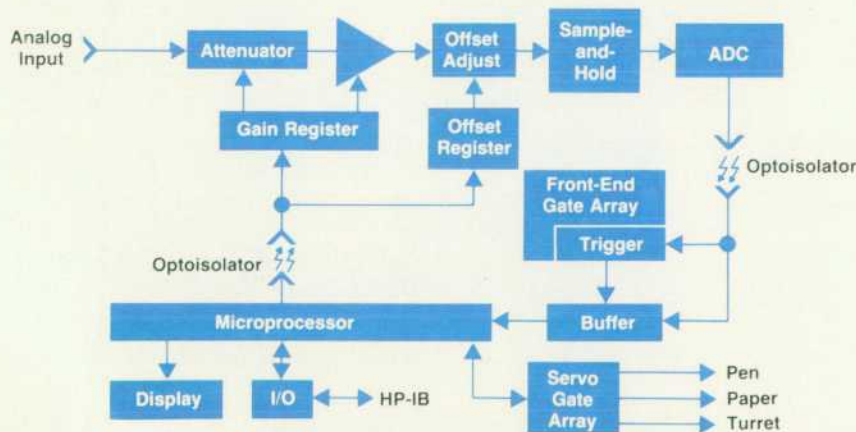 Analog
Input
Attenuator
Offset
Adjust
Sample-
and-
Hold
ADC
Gain Register
Offset
Register
Optoisolator
Front-End
Gate Array
Trigger
Optoisolator
Microprocessor
Buffer
Display
I/O
HP-IB
Servo
Gate
Array
Pen
Paper
Turret